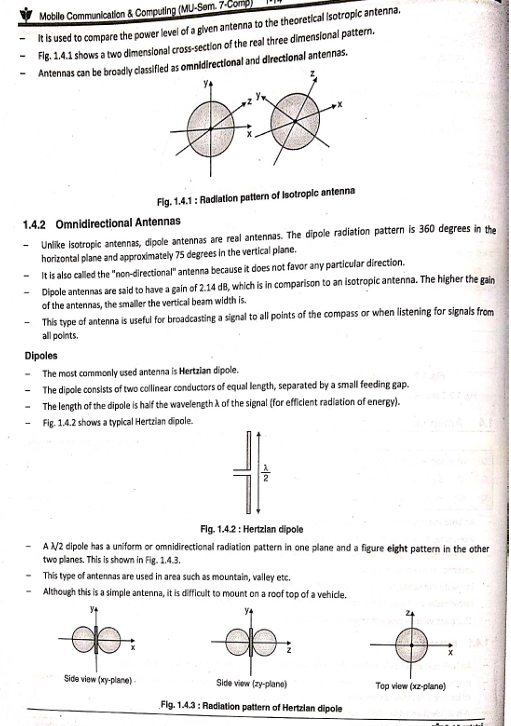 Mobile Communication & Computing (MU-Sem. 7-Comp)
– It is used to compare the power level of a given antenna to the theoretical isotropic antenna.
– Fig. 1.4.1 shows a two dimensional cross-section of the real three dimensional pattern.
– Antennas can be broadly classified as omnidirectional and directional antennas.
y z x y z x
Fig. 1.4.1 : Radiation pattern of Isotropic antenna
1.4.2 Omnidirectional Antennas
– Unlike isotropic antennas, dipole antennas are real antennas. The dipole radiation pattern is 360 degrees in the
horizontal plane and approximately 75 degrees in the vertical plane.
– It is also called the "non-directional" antenna because it does not favor any particular direction.
– Dipole antennas are said to have a gain of 2.14 dB, which is in comparison to an isotropic antenna. The higher the gain
of the antennas, the smaller the vertical beam width is.
– This type of antenna is useful for broadcasting a signal to all points of the compass or when listening for signals from
all points.
Dipoles
– The most commonly used antenna is Hertzian dipole.
– The dipole consists of two collinear conductors of equal length, separated by a small feeding gap.
– The length of the dipole is half the wavelength λ of the signal (for efficient radiation of energy).
– Fig. 1.4.2 shows a typical Hertzian dipole.
λ
2
Fig. 1.4.2 : Hertzian dipole
– A λ/2 dipole has a uniform or omnidirectional radiation pattern in one plane and a figure eight pattern in the other
two planes. This is shown in Fig. 1.4.3.
– This type of antennas are used in area such as mountain, valley etc.
– Although this is a simple antenna, it is difficult to mount on a roof top of a vehicle.
y x y z z x
Side view (xy-plane) Side view (zy-plane) Top view (xz-plane)
Fig. 1.4.3 : Radiation pattern of Hertzian dipole